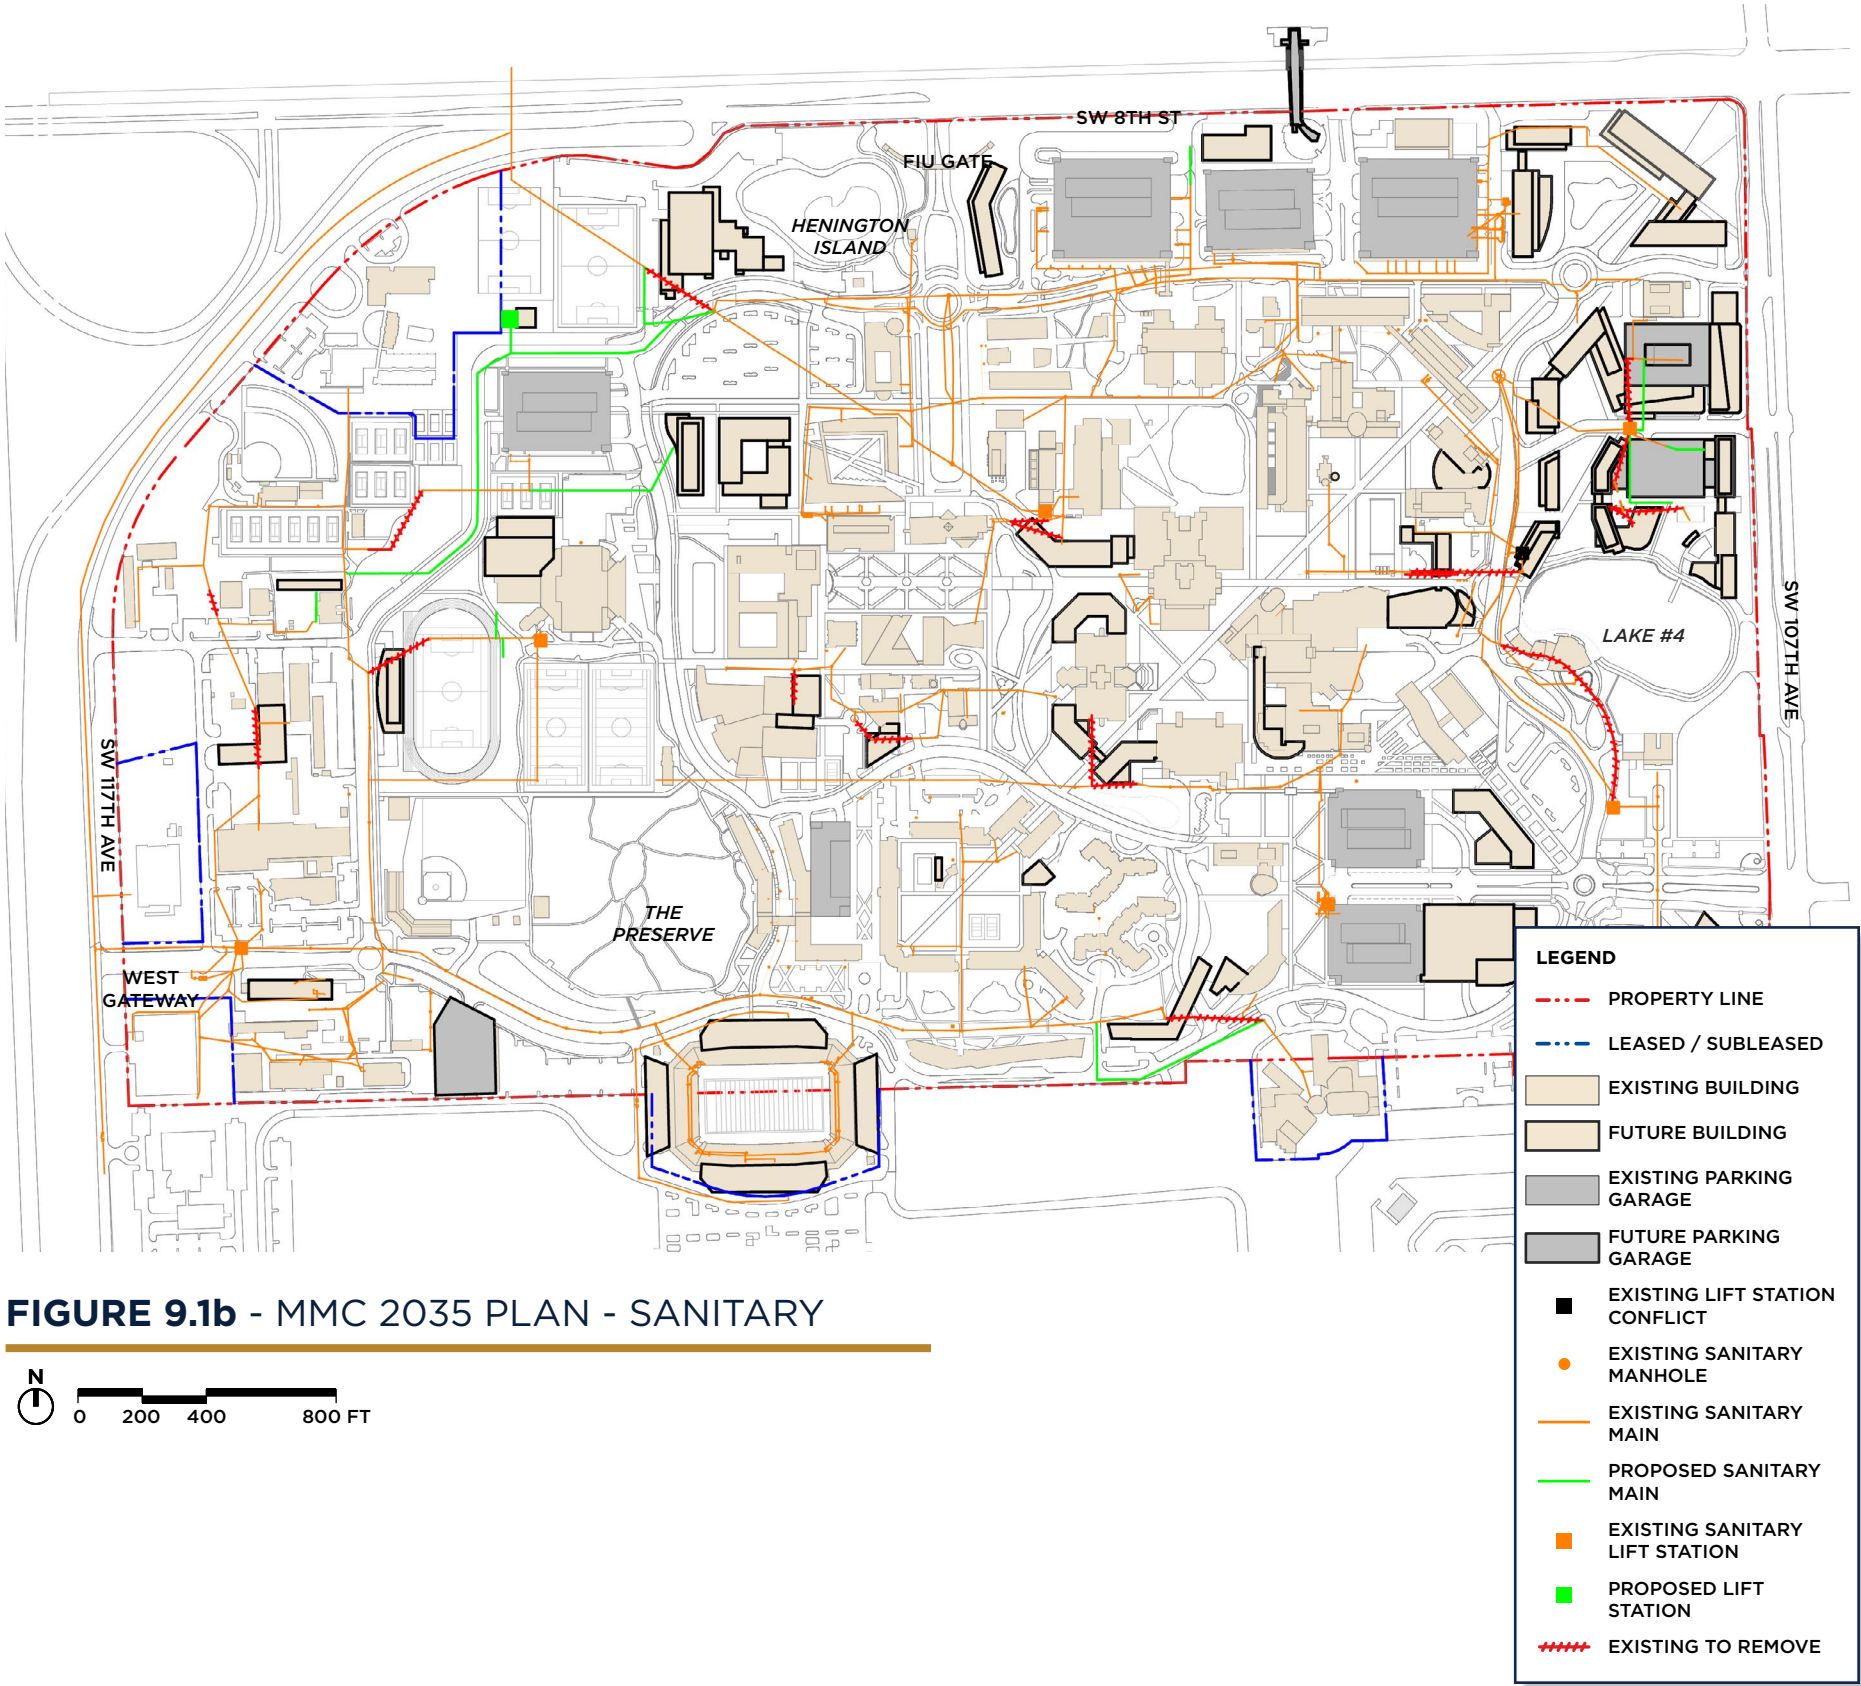 SW 8TH ST
FIU GATE
HENINGTON
ISLAND
LAKE #4
SW 107TH AVE
SW 117TH AVE
THE
PRESERVE
WEST
GATEWAY
LEGEND
PROPERTY LINE
LEASED / SUBLEASED
EXISTING BUILDING
FUTURE BUILDING
EXISTING PARKING
GARAGE
FUTURE PARKING
GARAGE
EXISTING LIFT STATION
CONFLICT
EXISTING SANITARY
MANHOLE
EXISTING SANITARY
MAIN
PROPOSED SANITARY
MAIN
EXISTING SANITARY
LIFT STATION
PROPOSED LIFT
STATION
EXISTING TO REMOVE
FIGURE 9.1b - MMC 2035 PLAN - SANITARY
N
0 200 400 800 FT